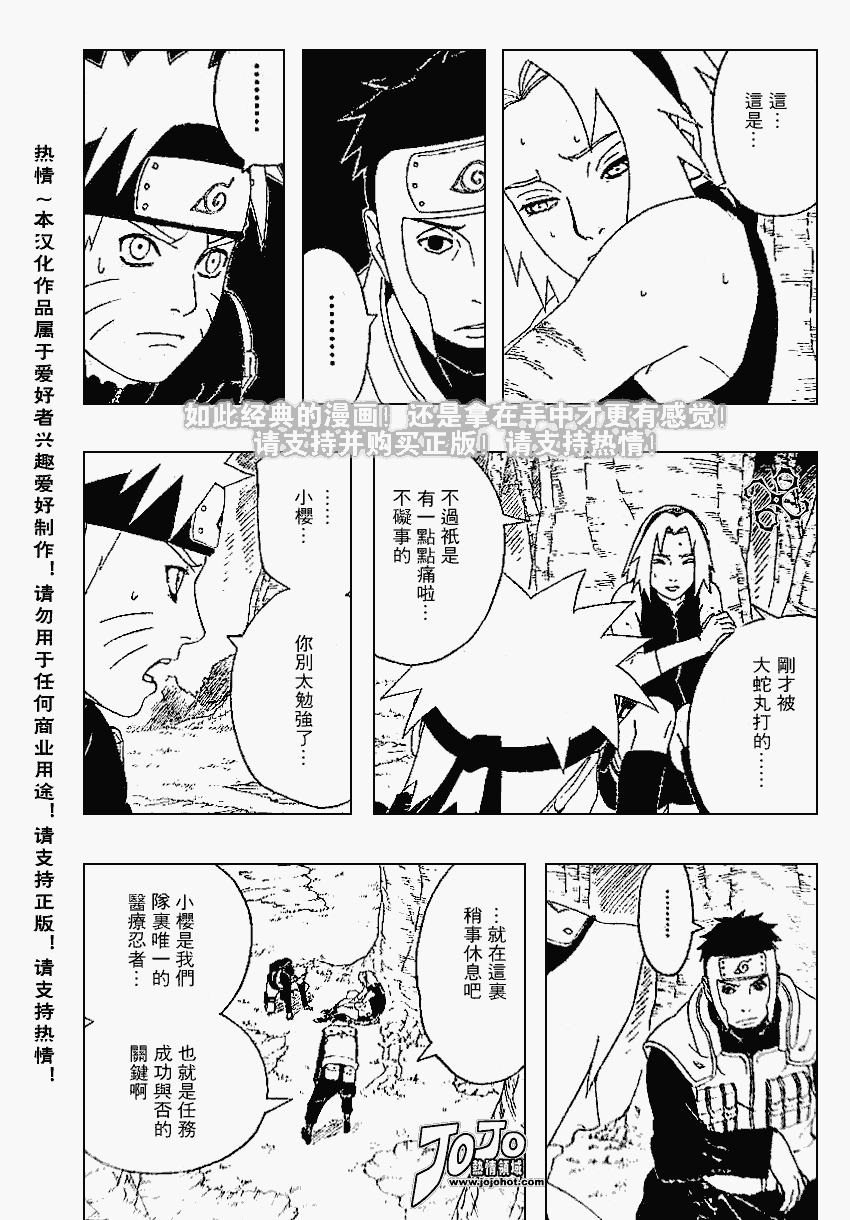 這…
這是…
………
………
如此经典的漫画！还是拿在手中才更有感觉！
请支持并购买正版！请支持热情！
剛才被
大蛇丸打的……
不過祇是
有一點點痛啦…
不礙事的
……
小櫻…
你別太勉強了…
………
…就在這裏
稍事休息吧
小櫻是我們
隊裏唯一的
醫療忍者…
也就是任務
成功與否的
關鍵啊
热情～本汉化作品属于爱好者兴趣爱好制作！请勿用于任何商业用途！请支持正版！请支持热情！
JOJO
熱情領域
www.jojohot.com